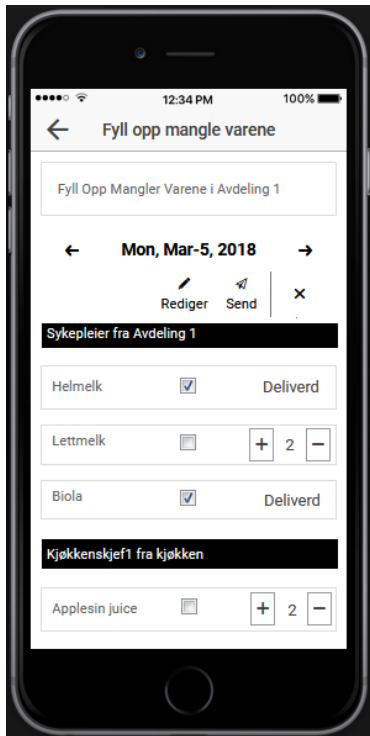 12:34 PM 100%
Fyll opp mangle varene
Fyll Opp Mangler Varene i Avdeling 1
Mon, Mar-5, 2018
Rediger Send
Sykepleier fra Avdeling 1
Helmelk Deliverd
Lettmelk + 2 −
Biola Deliverd
Kjøkkenskjef1 fra kjøkken
Applesin juice + 2 −